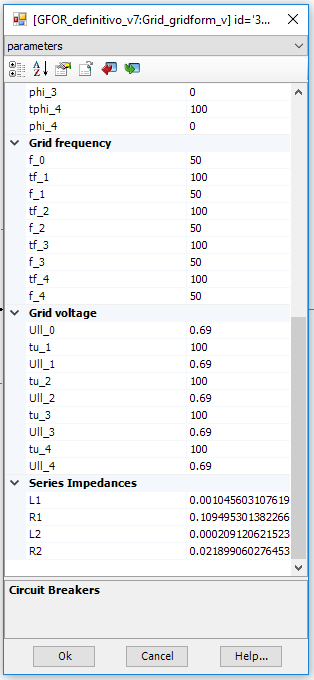 [GFOR_definitivo_v7:Grid_gridform_v] id='3...
parameters
phi_3 0
tphi_4 100
phi_4 0
Grid frequency
f_0 50
tf_1 100
f_1 50
tf_2 100
f_2 50
tf_3 100
f_3 50
tf_4 100
f_4 50
Grid voltage
Ull_0 0.69
tu_1 100
Ull_1 0.69
tu_2 100
Ull_2 0.69
tu_3 100
Ull_3 0.69
tu_4 100
Ull_4 0.69
Series Impedances
L1 0.001045603107619
R1 0.109495301382266
L2 0.000209120621523
R2 0.021899060276453
Circuit Breakers
Ok Cancel Help...